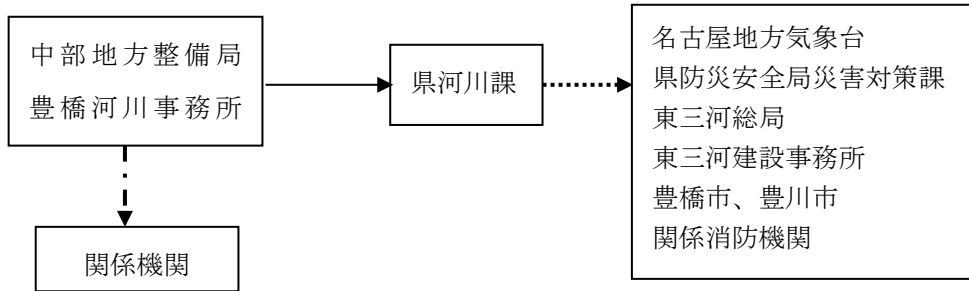 中部地方整備局
豊橋河川事務所
県河川課
名古屋地方気象台
県防災安全局災害対策課
東三河総局
東三河建設事務所
豊橋市、豊川市
関係消防機関
関係機関